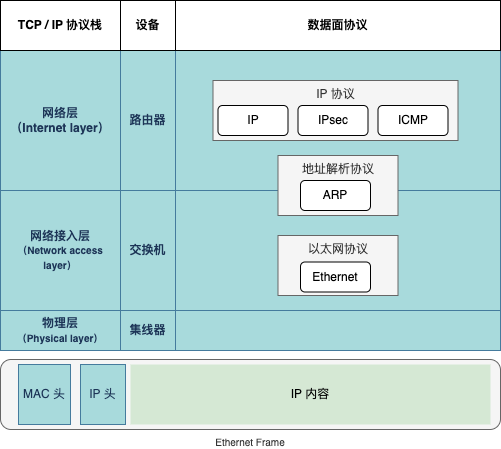 TCP / IP 协议栈
设备
数据面协议
网络层
（Internet layer）
路由器
IP 协议
IP
IPsec
ICMP
地址解析协议
ARP
网络接入层
（Network access
layer）
交换机
以太网协议
Ethernet
物理层
（Physical layer）
集线器
MAC 头
IP 头
IP 内容
Ethernet Frame